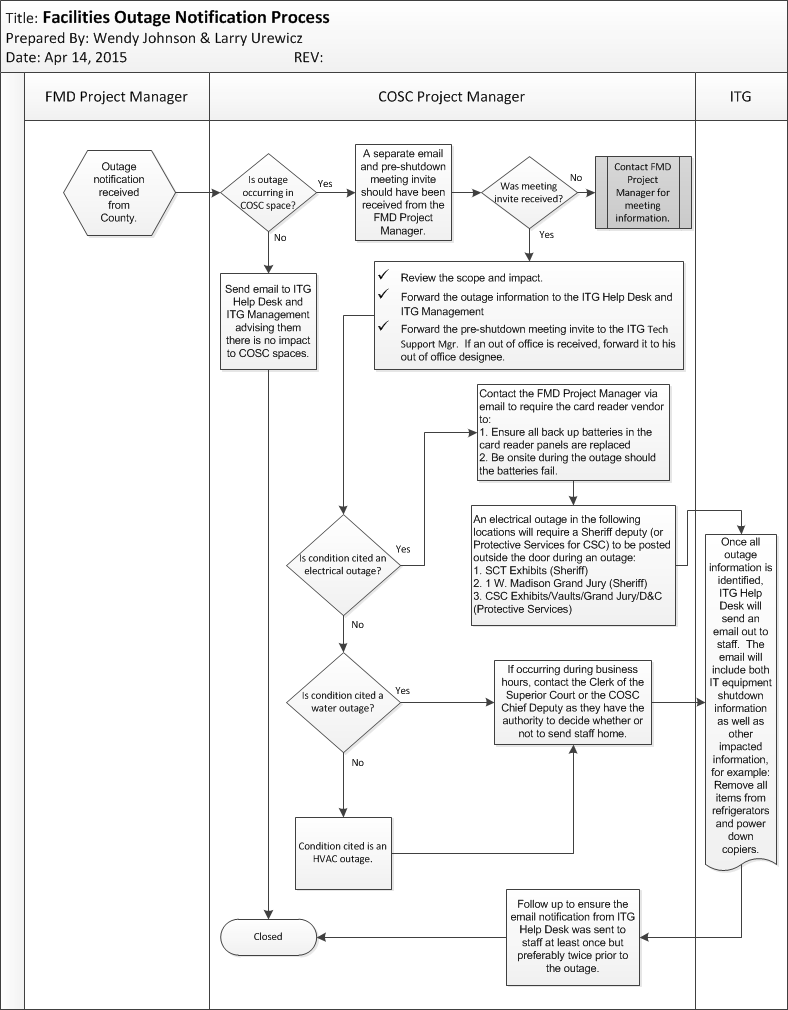 Title: Facilities Outage Notification Process
Prepared By: Wendy Johnson & Larry Urewicz
Date: Apr 14, 2015 REV:
FMD Project Manager
COSC Project Manager
ITG
Outage
notification
received
from
County.
Is outage
occurring in
COSC space?
Yes
No
A separate email
and pre-shutdown
meeting invite
should have been
received from the
FMD Project
Manager.
Was meeting
invite received?
No
Yes
Contact FMD
Project
Manager for
meeting
information.
Send email to ITG
Help Desk and
ITG Management
advising them
there is no impact
to COSC spaces.
✓ Review the scope and impact.
✓ Forward the outage information to the ITG Help Desk and
ITG Management
✓ Forward the pre-shutdown meeting invite to the ITG Tech
Support Mgr. If an out of office is received, forward it to his
out of office designee.
Contact the FMD Project Manager via
email to require the card reader vendor
to:
1. Ensure all back up batteries in the
card reader panels are replaced
2. Be onsite during the outage should
the batteries fail.
Is condition cited an
electrical outage?
Yes
No
An electrical outage in the following
locations will require a Sheriff deputy (or
Protective Services for CSC) to be posted
outside the door during an outage:
1. SCT Exhibits (Sheriff)
2. 1 W. Madison Grand Jury (Sheriff)
3. CSC Exhibits/Vaults/Grand Jury/D&C
(Protective Services)
Once all
outage
information is
identified,
ITG Help
Desk will
send an
email out to
staff. The
email will
include both
IT equipment
shutdown
information
as well as
other
impacted
information,
for example:
Remove all
items from
refrigerators
and power
down
copiers.
Is condition cited a
water outage?
Yes
No
If occurring during business
hours, contact the Clerk of the
Superior Court or the COSC
Chief Deputy as they have the
authority to decide whether or
not to send staff home.
Condition cited is an
HVAC outage.
Follow up to ensure the
email notification from ITG
Help Desk was sent to
staff at least once but
preferably twice prior to
the outage.
Closed